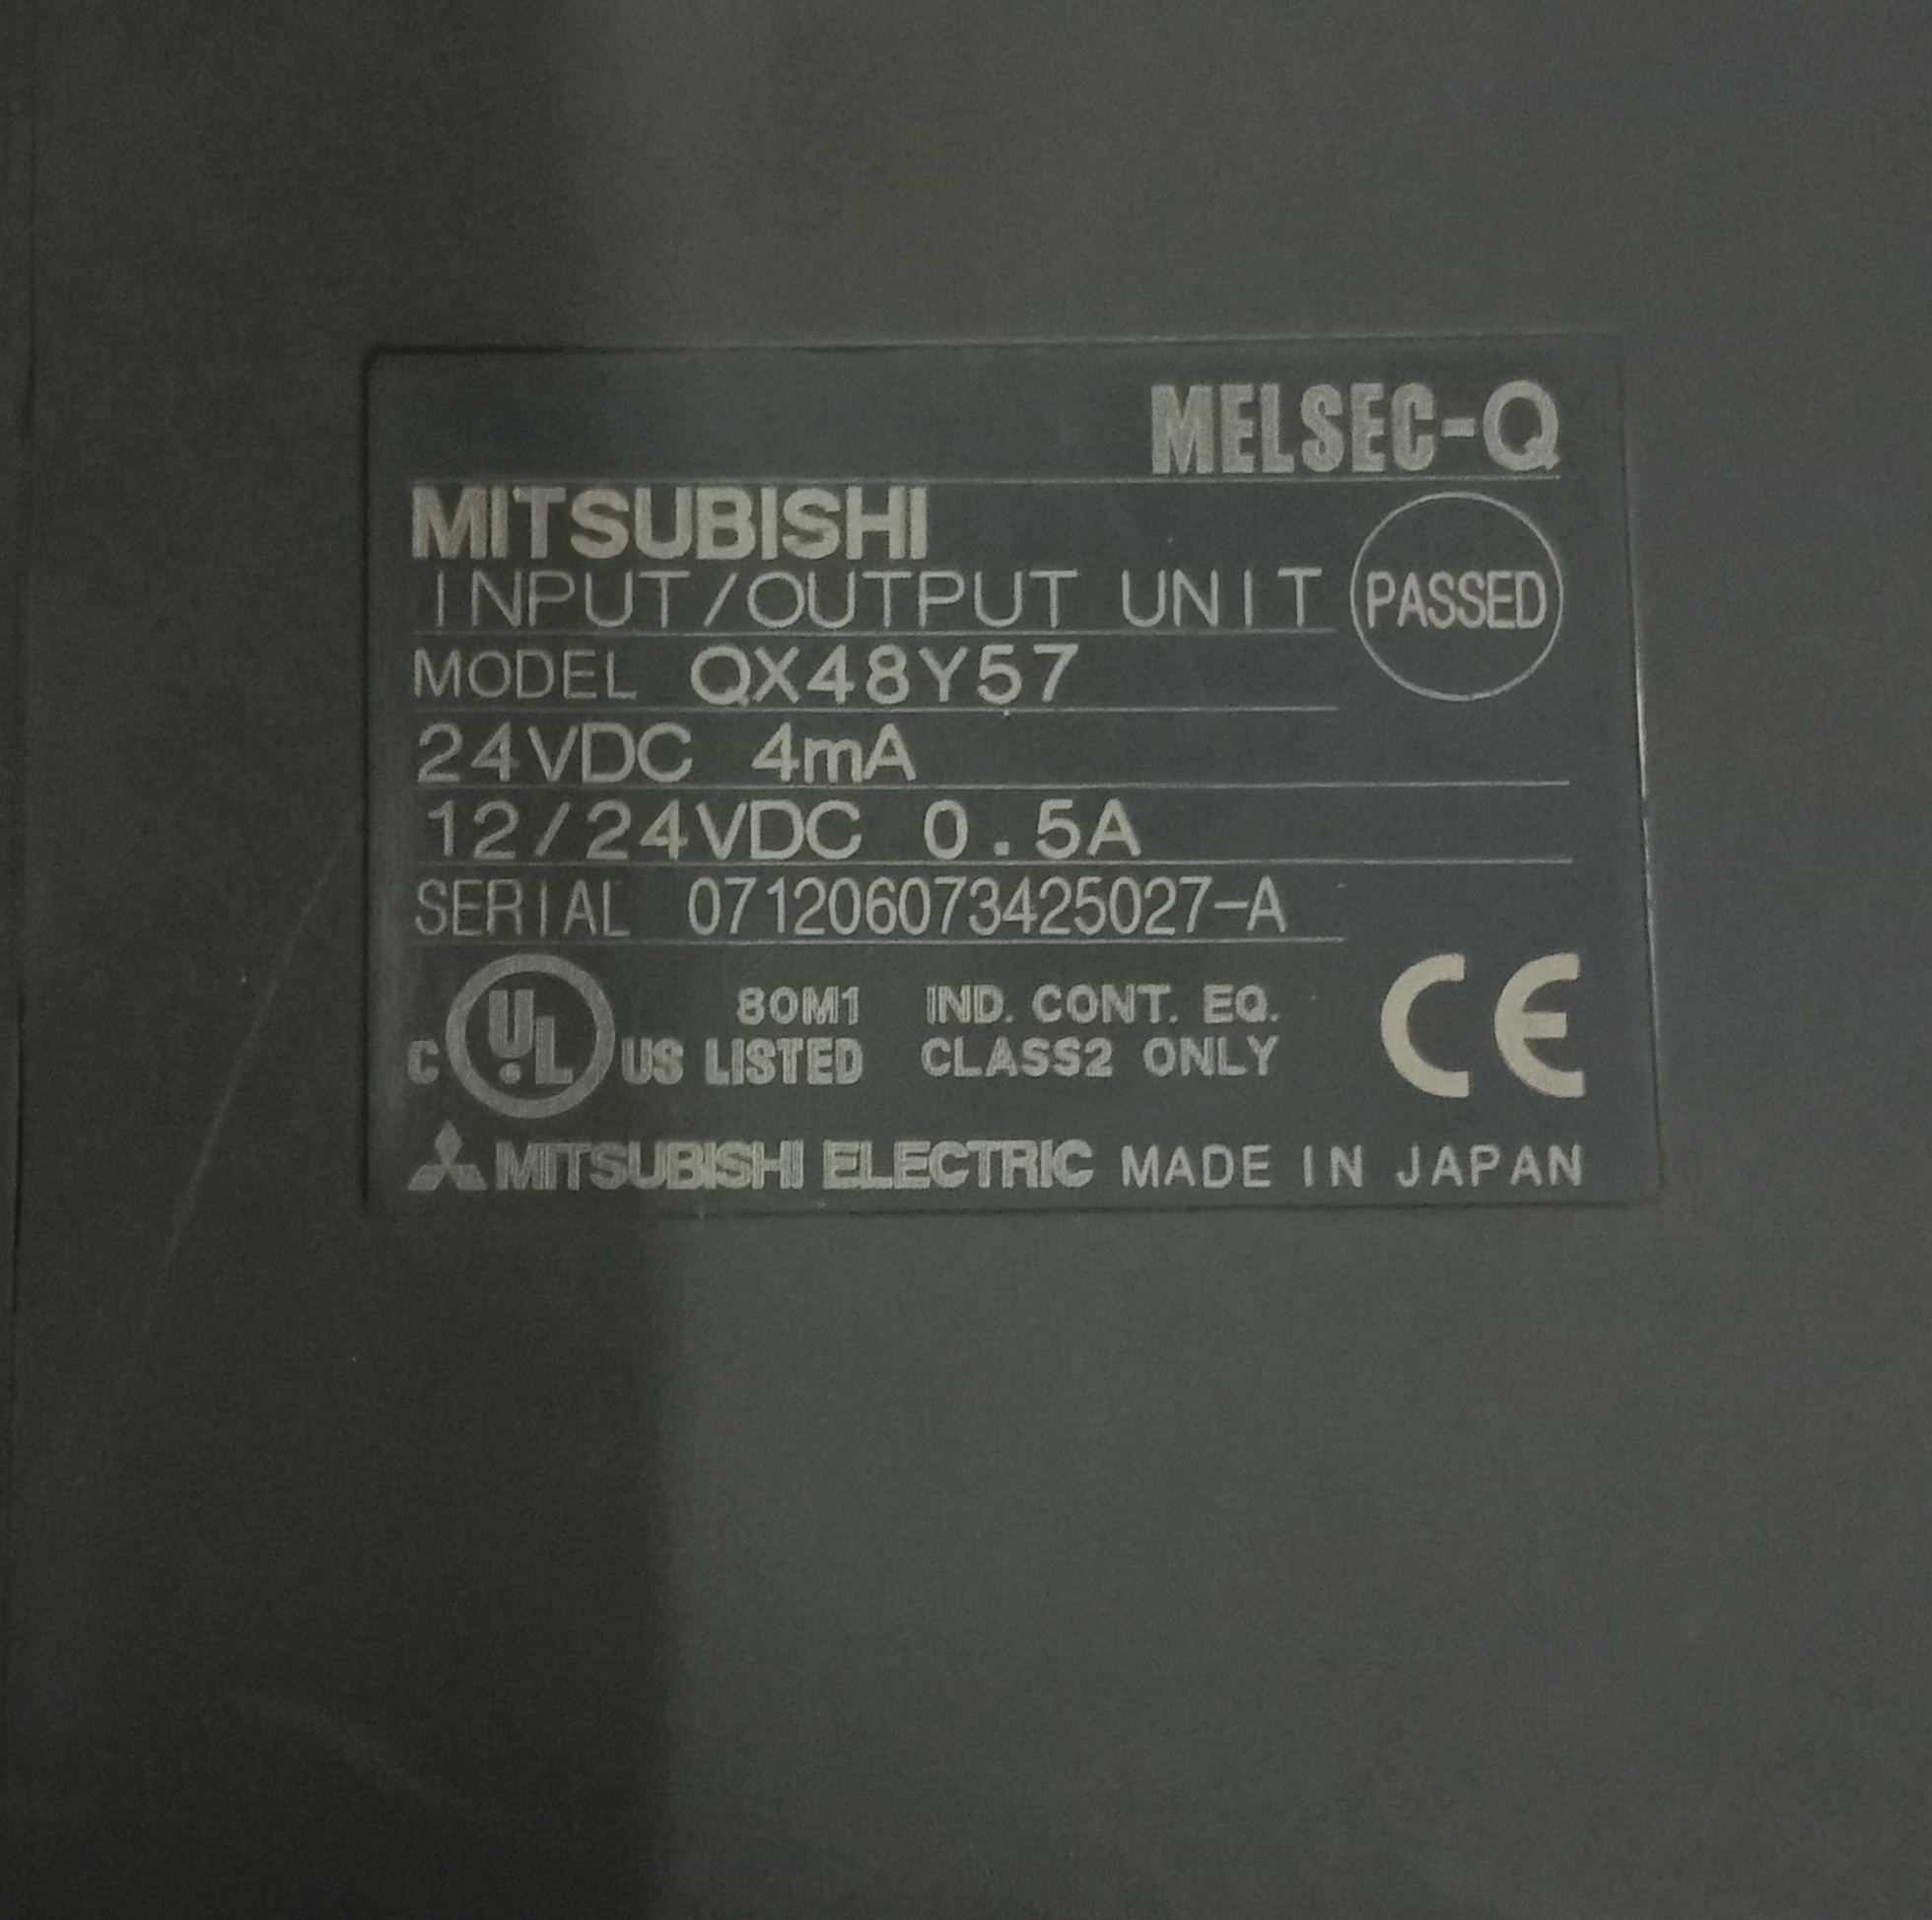 MELSEC-Q
MITSUBISHI
INPUT/OUTPUT UNIT
PASSED
MODEL QX48Y57
24VDC 4mA
12/24VDC 0.5A
SERIAL 071206073425027-A
C UL US LISTED
80M1 IND. CONT. EQ.
CLASS2 ONLY
CE
MITSUBISHI ELECTRIC MADE IN JAPAN